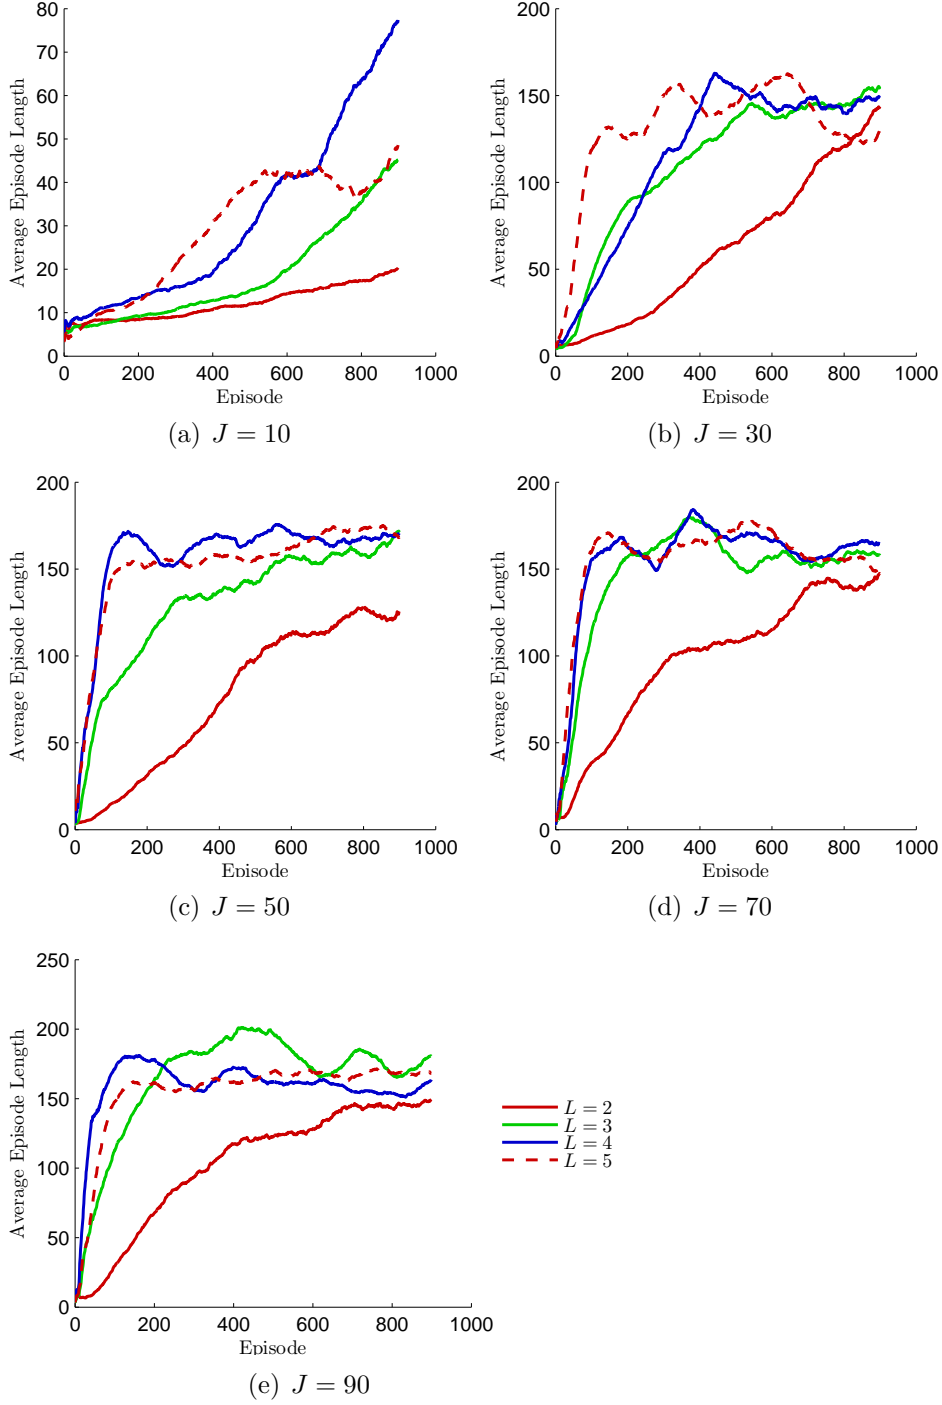 80
70
60
50
40
30
20
10
0
Average Episode Length
0 200 400 600 800 1000
Episode
(a) J = 10
200
150
100
50
0
Average Episode Length
0 200 400 600 800 1000
Episode
(b) J = 30
200
150
100
50
0
Average Episode Length
0 200 400 600 800 1000
Episode
(c) J = 50
200
150
100
50
0
Average Episode Length
0 200 400 600 800 1000
Episode
(d) J = 70
250
200
150
100
50
0
Average Episode Length
0 200 400 600 800 1000
Episode
(e) J = 90
L = 2
L = 3
L = 4
L = 5